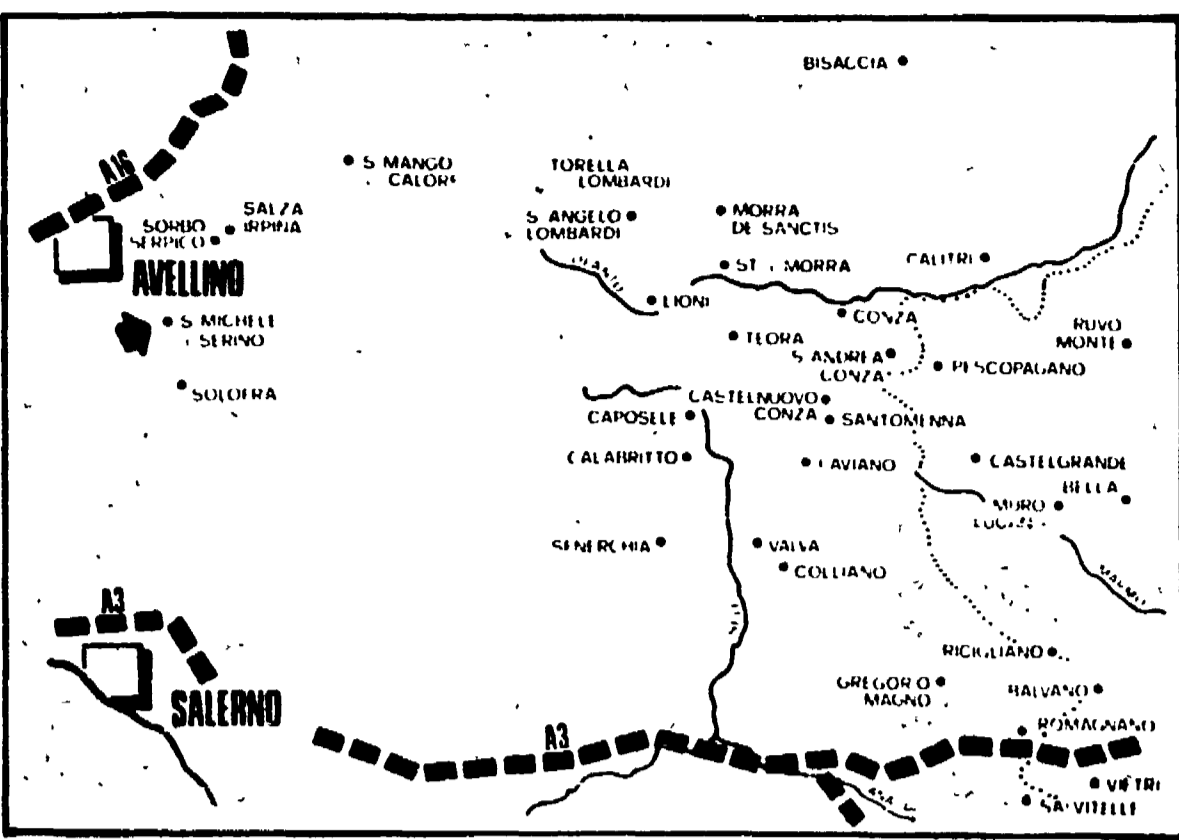 BISACCIA
A16
S MANGO
CALORE
TORELLA
LOMBARDI
SALZA
IRPINA
SORBO
SERPICO
S ANGELO
LOMBARDI
MORRA
DE SANCTIS
AVELLINO
ST. MORRA
CALITRI
LIONI
CONZA
S MICHELE
SERINO
TEORA
RUVO
MONTE
S ANDREA
CONZA
PESCOPAGANO
SOLOFRA
CASTELNUOVO
CONZA
CAPOSELE
SANTOMENNA
CALABRITTO
LAVIANO
CASTELGRANDE
BELLA
MURO
SENERCHIA
VALVA
COLLIANO
A3
RICIGLIANO
SALERNO
GREGORIO
MAGNO
BALVANO
ROMAGNANO
A3
VIETRI
SALVITELLE